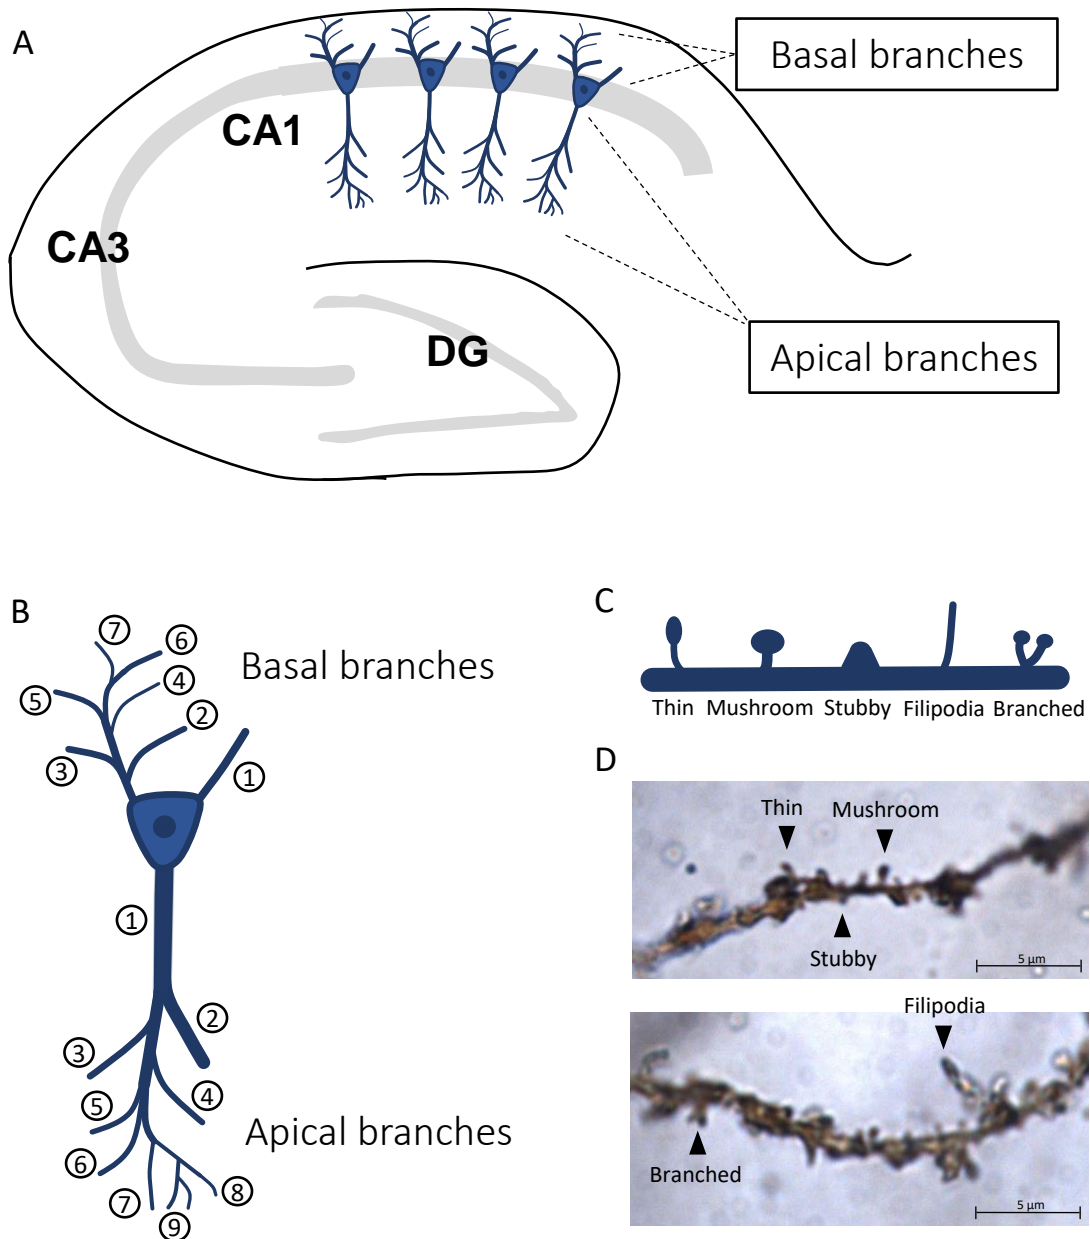 A
Basal branches
CA1
CA3
DG
Apical branches
B
7
6
5
4
2
3
1
Basal branches
1
2
3
4
5
6
7
8
9
Apical branches
C
Thin Mushroom Stubby Filipodia Branched
D
Thin Mushroom
Stubby
5 µm
Filipodia
Branched
5 µm